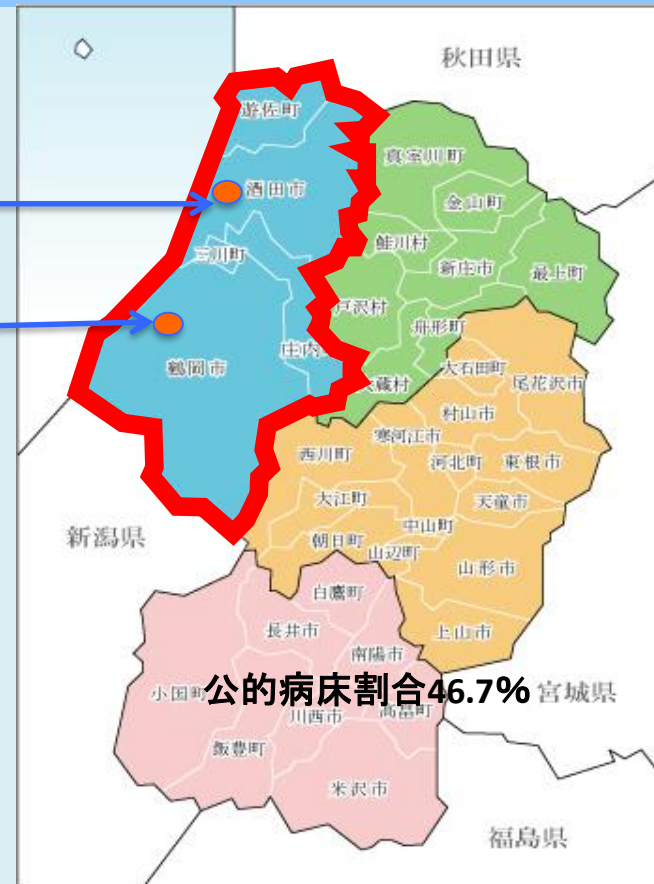 秋田県
遊佐町
真室川町
酒田市
金山町
鮭川村
三川町
新庄市
最上町
戸沢村
舟形町
庄内
鶴岡市
大石田町
大蔵村
尾花沢市
村山市
寒河江市
西川町
河北町
東根市
大江町
天童市
中山町
新潟県
朝日町
山辺町
山形市
白鷹町
長井市
上山市
南陽市
小国町
公的病床割合46.7%
宮城県
川西市
高畠町
飯豊町
米沢市
福島県